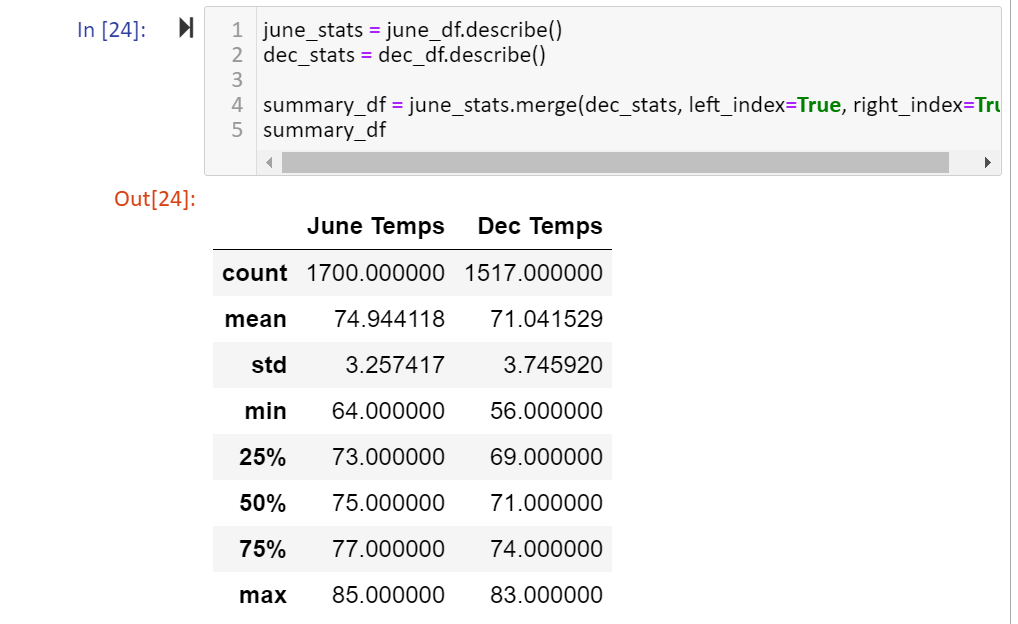 In [24]:
1 june_stats = june_df.describe()
2 dec_stats = dec_df.describe()
3
4 summary_df = june_stats.merge(dec_stats, left_index=True, right_index=Tru
5 summary_df
Out[24]:
June Temps Dec Temps
count 1700.000000 1517.000000
mean 74.944118 71.041529
std 3.257417 3.745920
min 64.000000 56.000000
25% 73.000000 69.000000
50% 75.000000 71.000000
75% 77.000000 74.000000
max 85.000000 83.000000